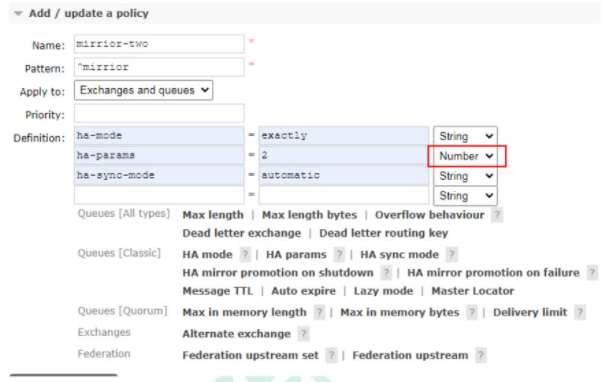 Add / update a policy
Name: mirrior-two *
Pattern: ^mirrior *
Apply to: Exchanges and queues
Priority:
Definition: ha-mode = exactly String
ha-params = 2 Number
ha-sync-mode = automatic String
= String
Queues [All types] Max length | Max length bytes | Overflow behaviour ?
Dead letter exchange | Dead letter routing key
Queues [Classic] HA mode ? | HA params ? | HA sync mode ?
HA mirror promotion on shutdown ? | HA mirror promotion on failure ?
Message TTL | Auto expire | Lazy mode | Master Locator
Queues [Quorum] Max in memory length ? | Max in memory bytes ? | Delivery limit ?
Exchanges Alternate exchange ?
Federation Federation upstream set ? | Federation upstream ?